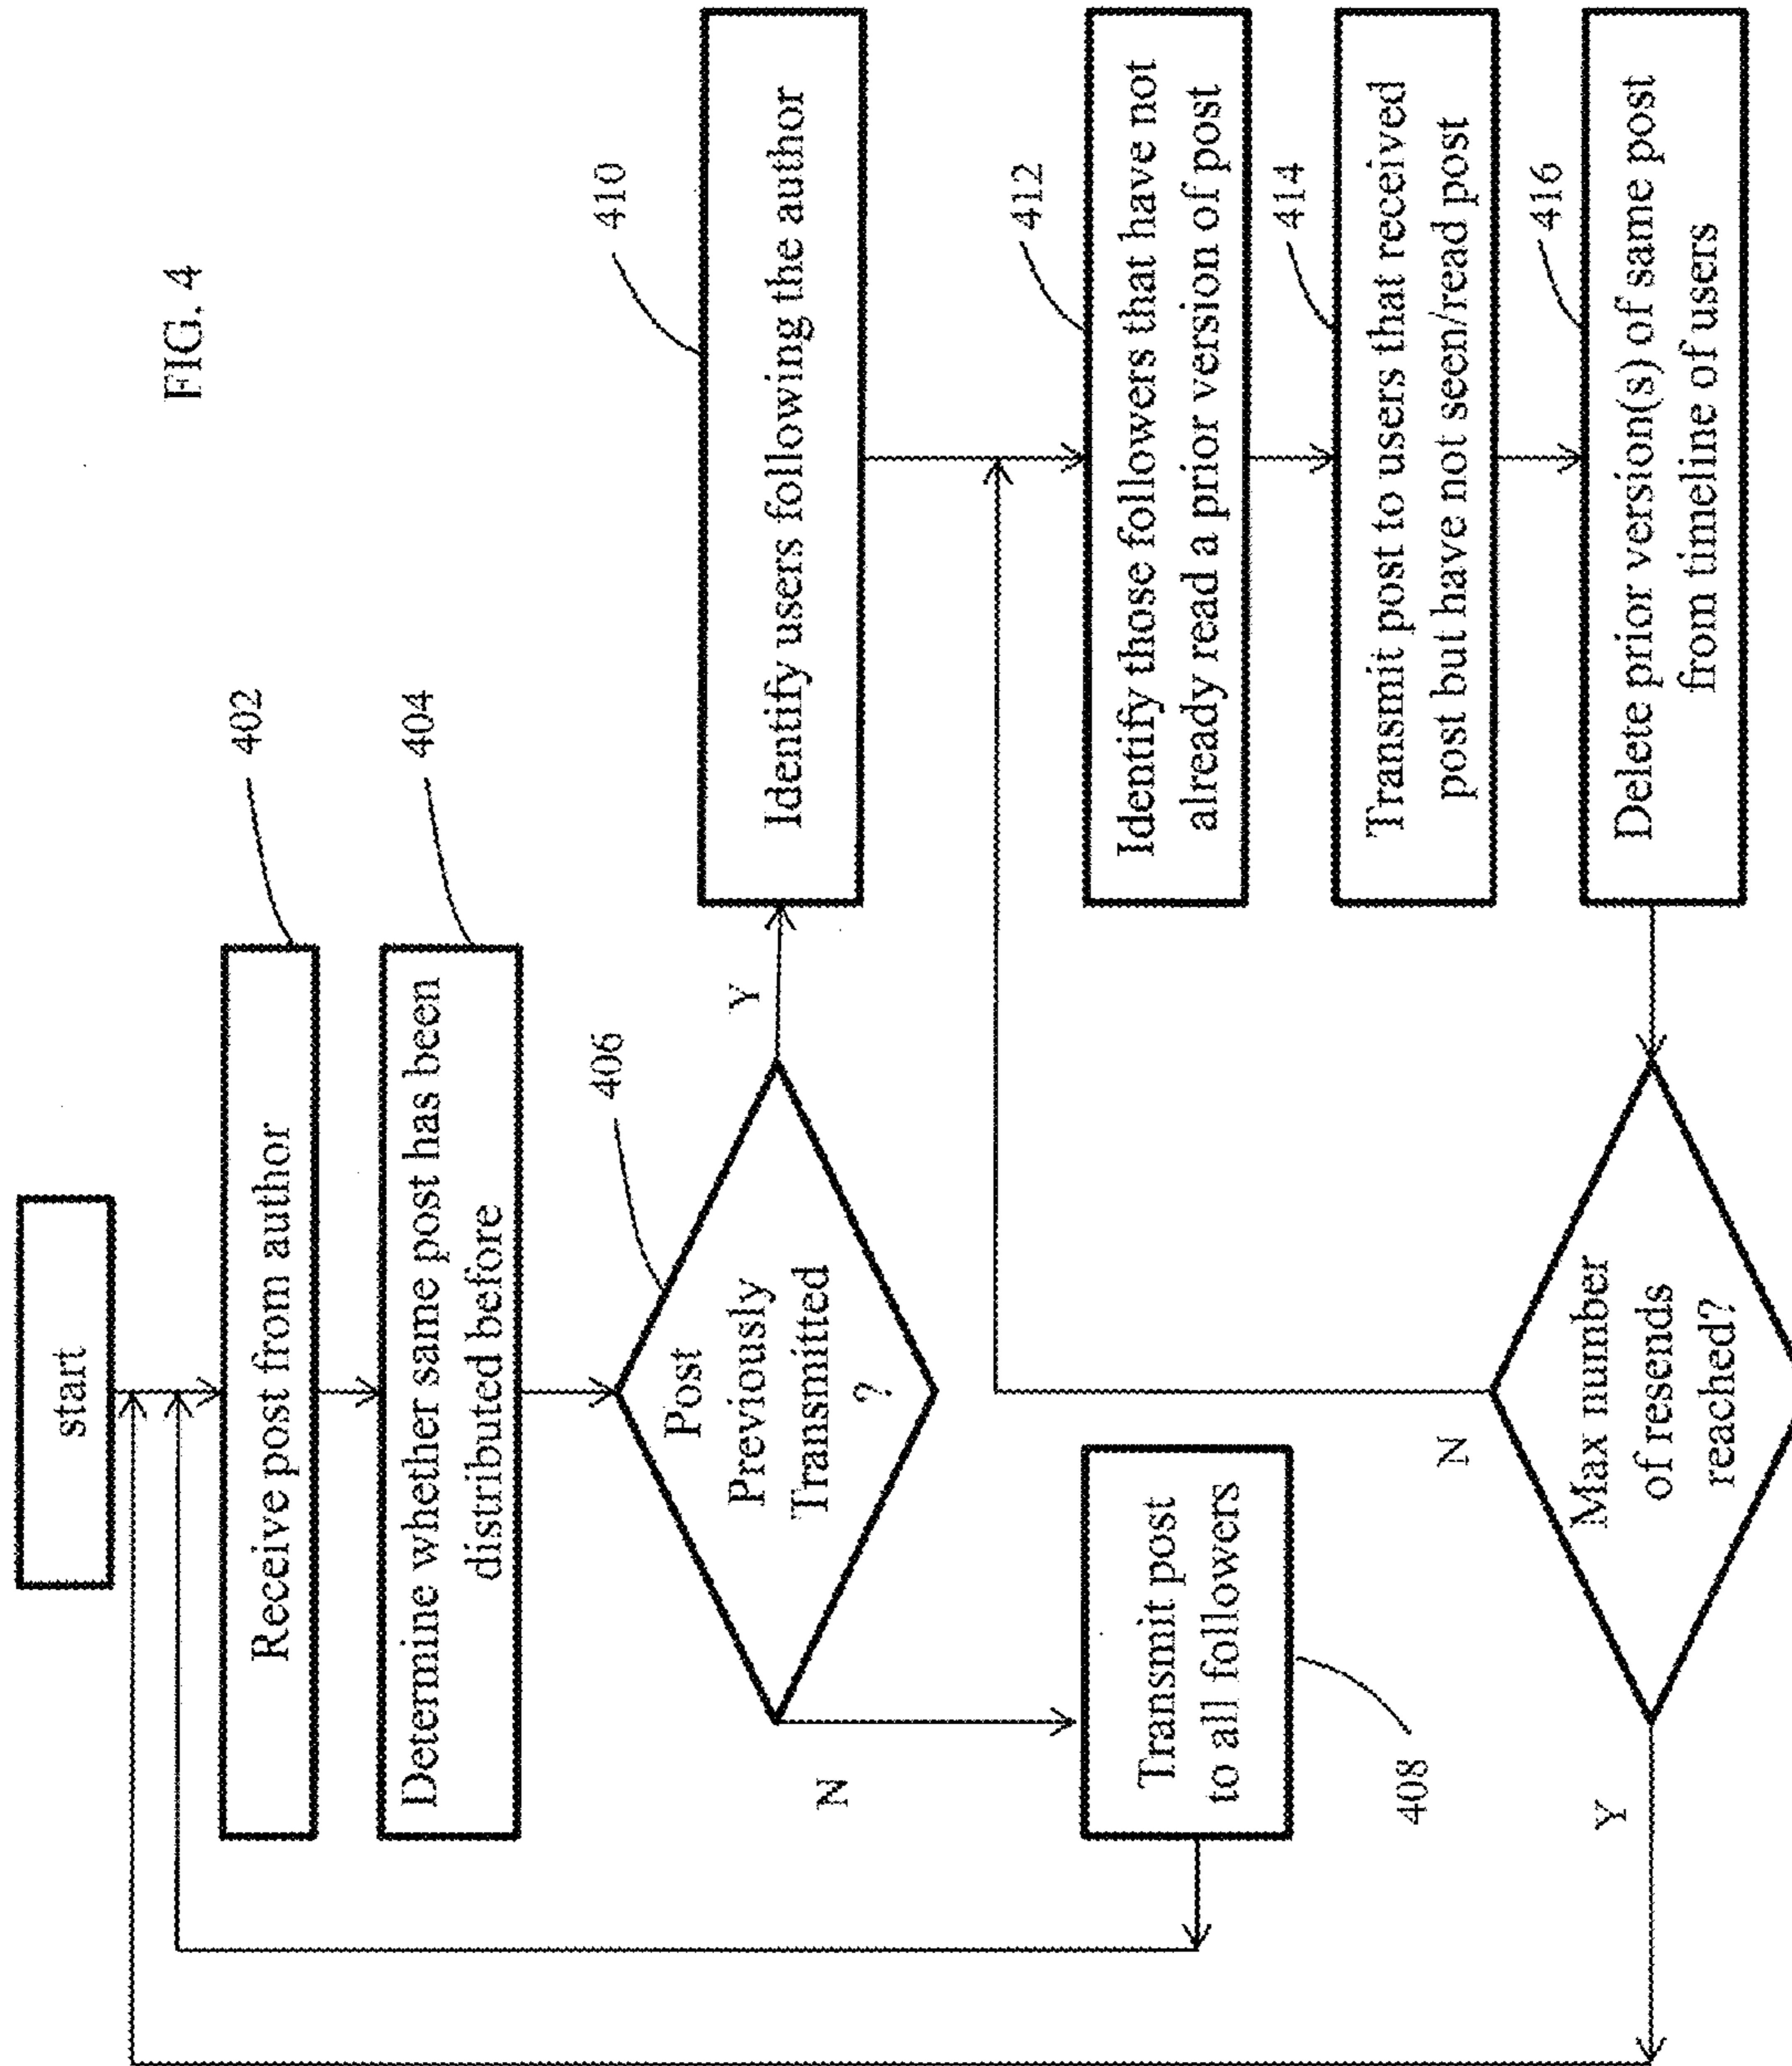 FIG. 4
start
Receive post from author
402
Determine whether same post has been
distributed before
404
Post
Previously
Transmitted
?
406
Y
N
Transmit post
to all followers
408
Identify users following the author
410
Identify those followers that have not
already read a prior version of post
412
Transmit post to users that received
post but have not seen/read post
414
Delete prior version(s) of same post
from timeline of users
416
Max number
of resends
reached?
N
Y